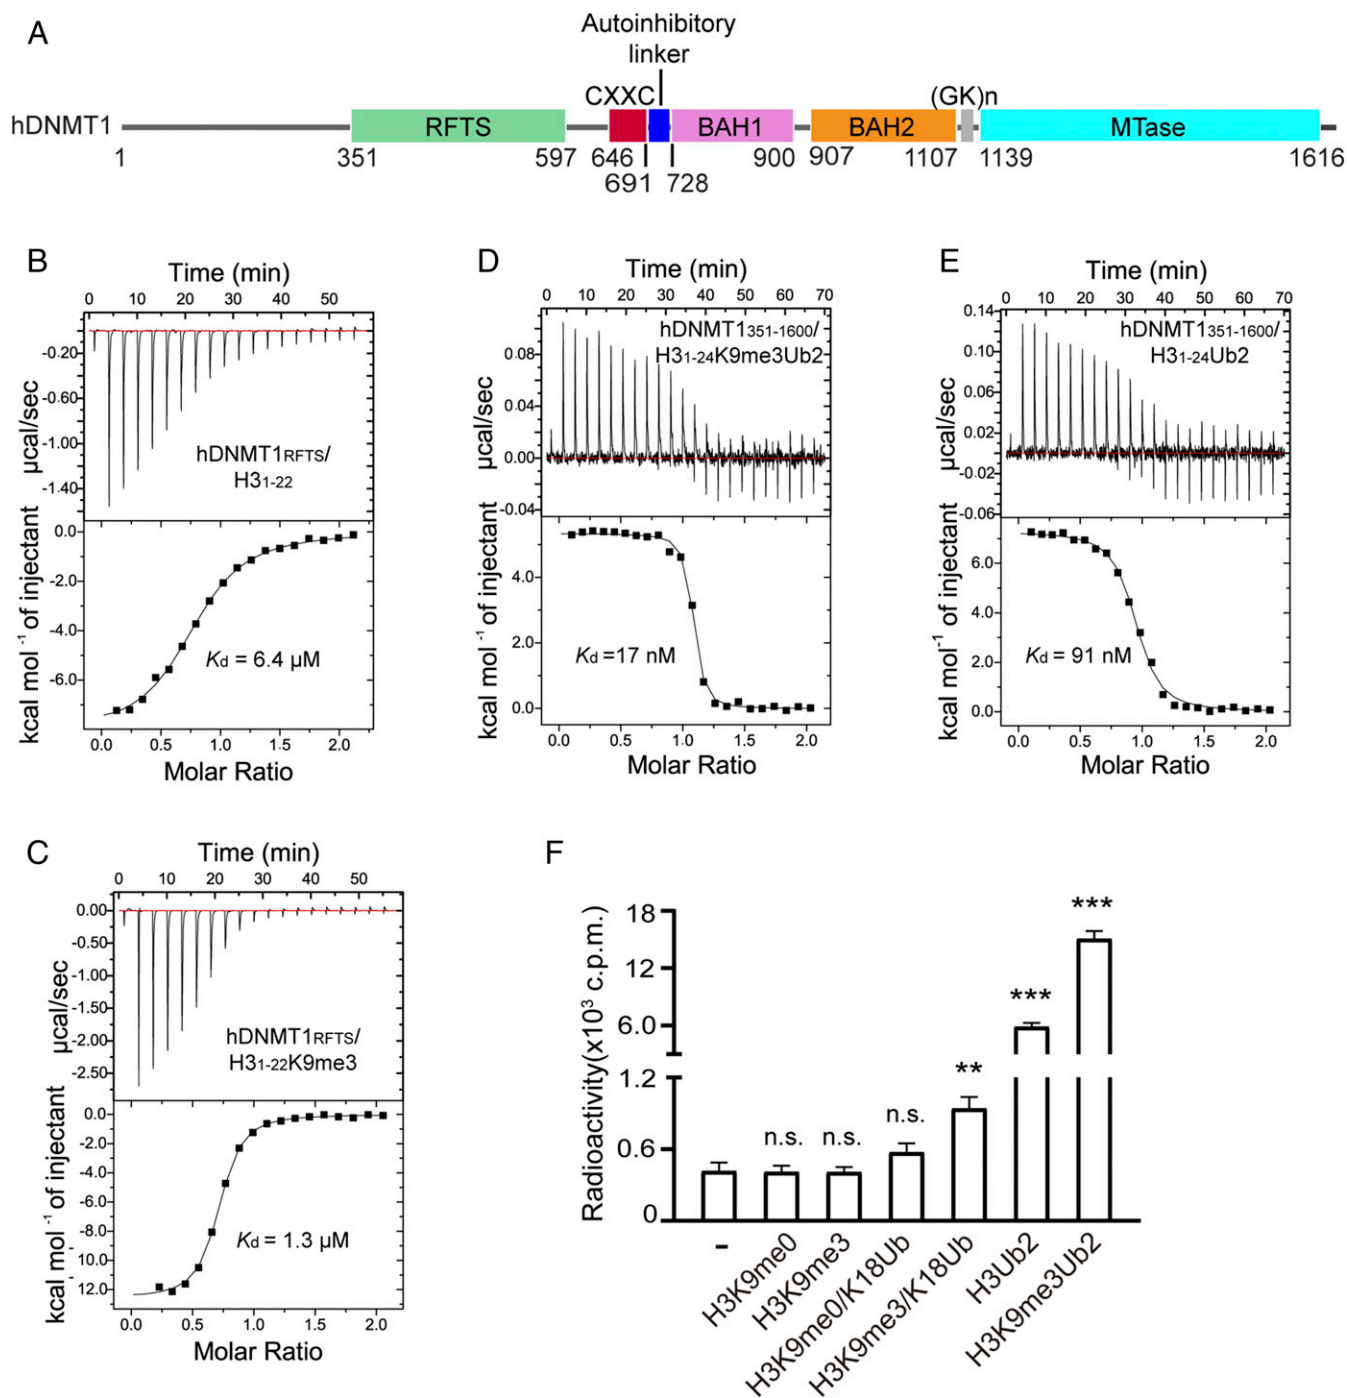 A
Autoinhibitory
linker
CXXC
(GK)n
hDNMT1
RFTS
BAH1
BAH2
MTase
1
351
597
646
900
907
1107
1139
1616
691
728
B
Time (min)
0 10 20 30 40 50
-0.20
-0.60
-1.00
-1.40
µcal/sec
hDNMT1RFTS/
H31-22
0.0
-2.0
-4.0
-6.0
kcal mol-1 of injectant
Kd = 6.4 µM
0.0 0.5 1.0 1.5 2.0
Molar Ratio
D
Time (min)
0 10 20 30 40 50 60 70
hDNMT1351-1600/
H31-24K9me3Ub2
0.08
0.04
0.00
-0.04
µcal/sec
4.0
2.0
0.0
kcal mol-1 of injectant
Kd =17 nM
0.0 0.5 1.0 1.5 2.0
Molar Ratio
E
Time (min)
0 10 20 30 40 50 60 70
0.14
0.10
0.06
0.02
-0.02
-0.06
µcal/sec
hDNMT1351-1600/
H31-24Ub2
6.0
4.0
2.0
0.0
kcal mol-1 of injectant
Kd = 91 nM
0.0 0.5 1.0 1.5 2.0
Molar Ratio
C
Time (min)
0 10 20 30 40 50
0.00
-0.50
-1.00
-1.50
-2.00
-2.50
µcal/sec
hDNMT1RFTS/
H31-22K9me3
0.0
-2.0
-4.0
-6.0
-8.0
10.0
12.0
kcal mol-1 of injectant
Kd = 1.3 µM
0.0 0.5 1.0 1.5 2.0
Molar Ratio
F
Radioactivity(x10³ c.p.m.)
18
12
6.0
1.2
0.6
0
n.s.
n.s.
n.s.
**
***
***
-
H3K9me0
H3K9me3
H3K9me0/K18Ub
H3K9me3/K18Ub
H3Ub2
H3K9me3Ub2